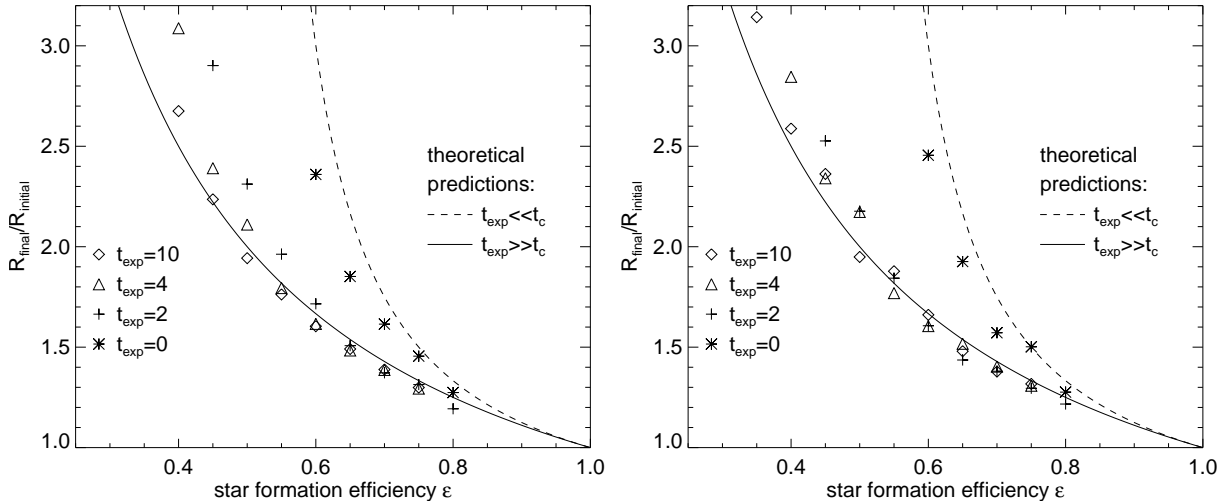 3.0
2.5
2.0
1.5
1.0
R_final/R_initial
theoretical
predictions:
t_exp<<t_c
t_exp>>t_c
t_exp=10
t_exp=4
t_exp=2
t_exp=0
0.4 0.6 0.8 1.0
star formation efficiency ε
3.0
2.5
2.0
1.5
1.0
R_final/R_initial
theoretical
predictions:
t_exp<<t_c
t_exp>>t_c
t_exp=10
t_exp=4
t_exp=2
t_exp=0
0.4 0.6 0.8 1.0
star formation efficiency ε